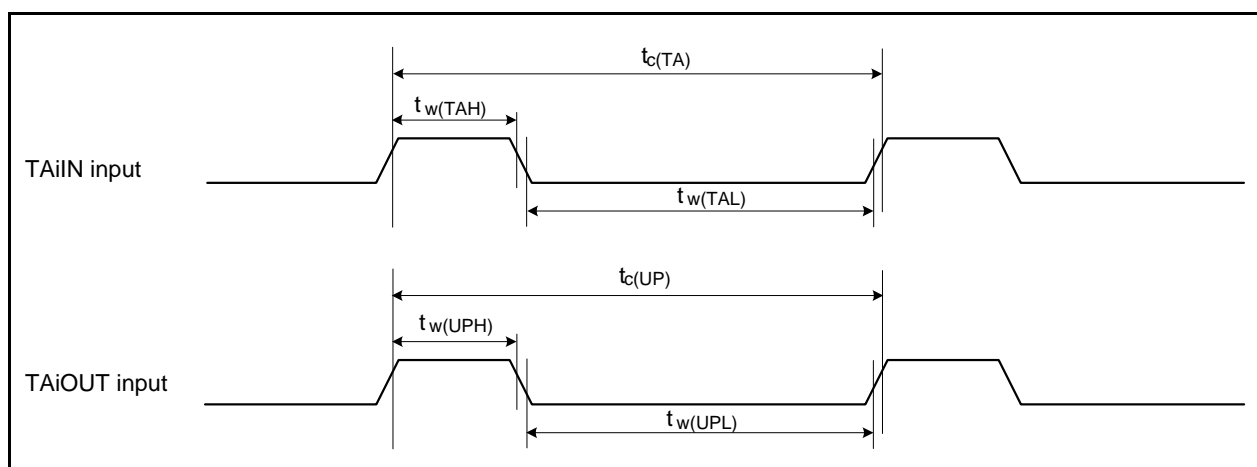 tc(TA)
tw(TAH)
TAiIN input
tw(TAL)
tc(UP)
tw(UPH)
TAiOUT input
tw(UPL)